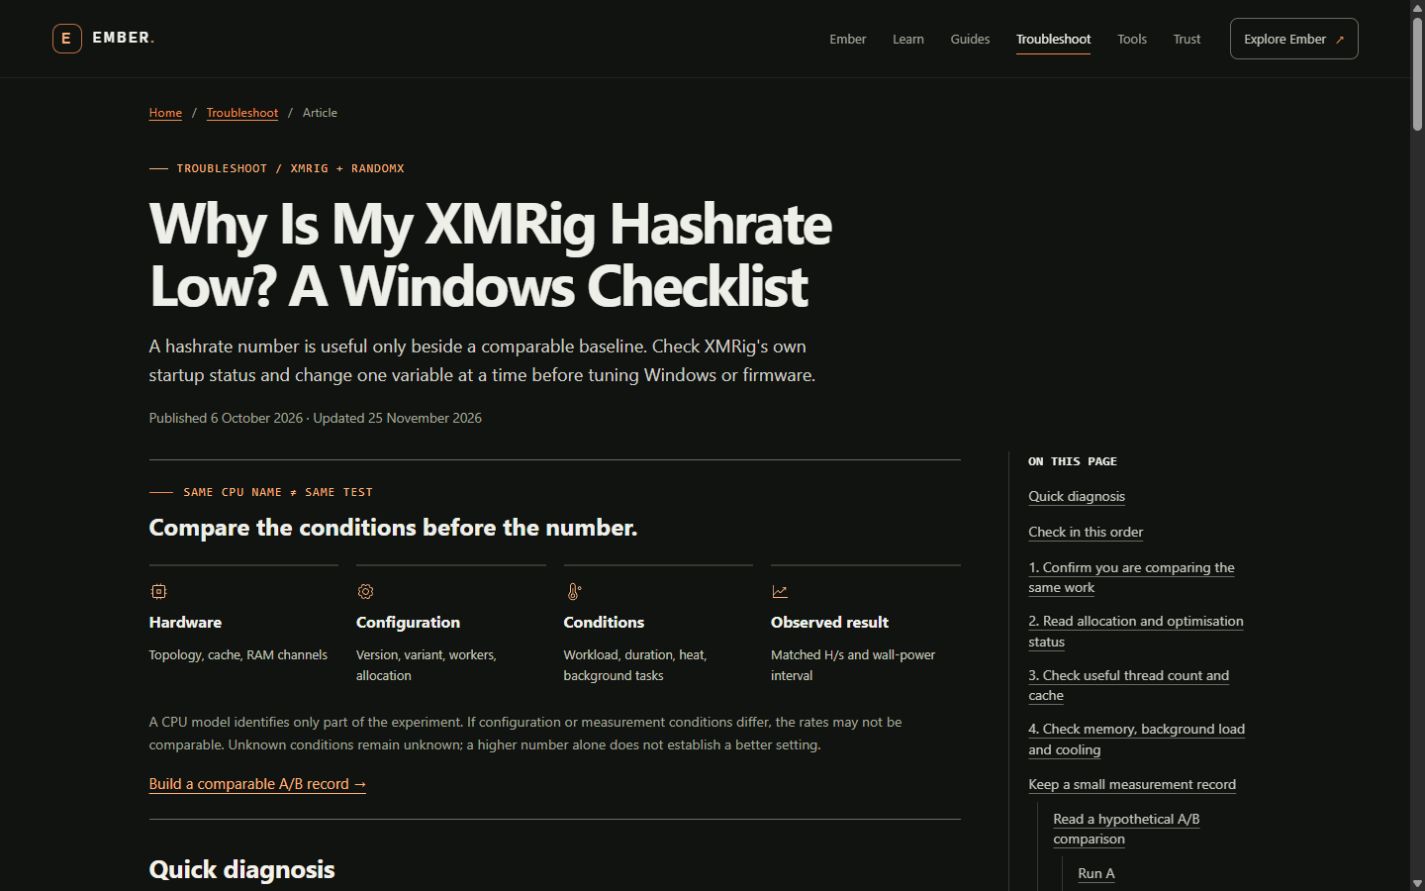 E EMBER.
Ember Learn Guides Troubleshoot Tools Trust Explore Ember ↗
Home / Troubleshoot / Article
TROUBLESHOOT / XMRIG + RANDOMX
Why Is My XMRig Hashrate
Low? A Windows Checklist
A hashrate number is useful only beside a comparable baseline. Check XMRig's own
startup status and change one variable at a time before tuning Windows or firmware.
Published 6 October 2026 · Updated 25 November 2026
SAME CPU NAME ≠ SAME TEST
Compare the conditions before the number.
Hardware
Topology, cache, RAM channels
Configuration
Version, variant, workers,
allocation
Conditions
Workload, duration, heat,
background tasks
Observed result
Matched H/s and wall-power
interval
A CPU model identifies only part of the experiment. If configuration or measurement conditions differ, the rates may not be
comparable. Unknown conditions remain unknown; a higher number alone does not establish a better setting.
Build a comparable A/B record →
Quick diagnosis
ON THIS PAGE
Quick diagnosis
Check in this order
1. Confirm you are comparing the
same work
2. Read allocation and optimisation
status
3. Check useful thread count and
cache
4. Check memory, background load
and cooling
Keep a small measurement record
Read a hypothetical A/B
comparison
Run A